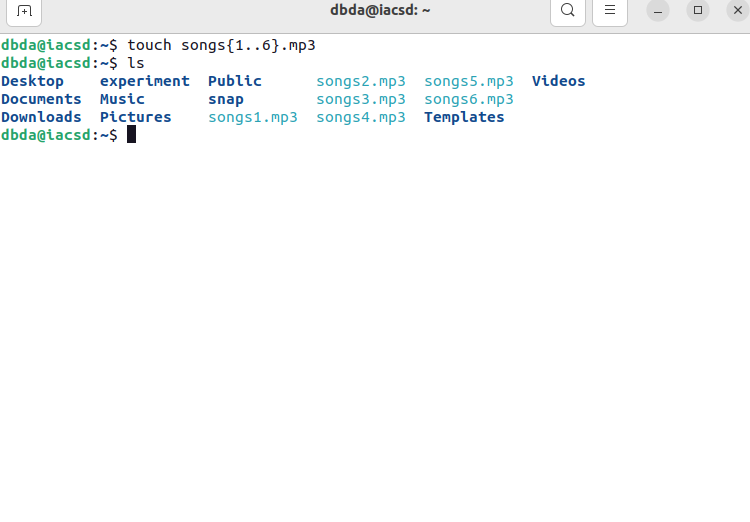 dbda@iacsd: ~
dbda@iacsd:~$ touch songs{1..6}.mp3
dbda@iacsd:~$ ls
Desktop    experiment  Public      songs2.mp3  songs5.mp3  Videos
Documents  Music       snap        songs3.mp3  songs6.mp3
Downloads  Pictures    songs1.mp3  songs4.mp3  Templates
dbda@iacsd:~$